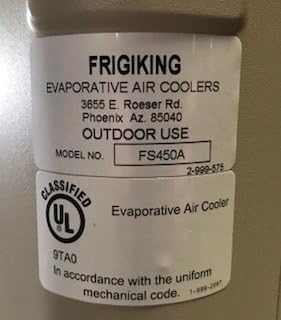 FRIGIKING
EVAPORATIVE AIR COOLERS
3655 E. Roeser Rd.
Phoenix Az. 85040
OUTDOOR USE
MODEL NO. FS450A
2-999-575
CLASSIFIED
UL
Evaporative Air Cooler
9TA0
In accordance with the uniform
mechanical code. 1-999-2067